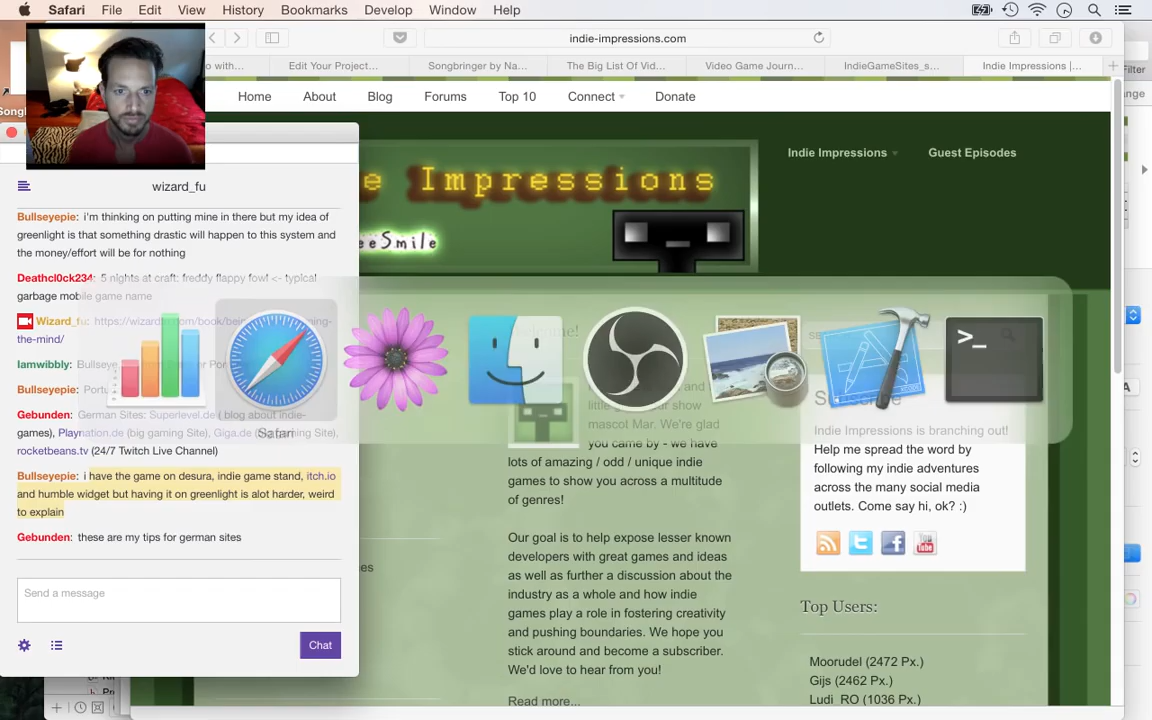 Safari File Edit View History Bookmarks Develop Window Help
indie-impressions.com
Edit Your Project...
Songbringer by Na...
The Big List Of Vid...
Video Game Journ...
IndieGameSites_s...
Indie Impressions |...
Filter
Home About Blog Forums Top 10 Connect Donate
Indie Impressions Guest Episodes
e Impressions
eeSmile
wizard_fu
Bullseyepie: i'm thinking on putting mine in there but my idea of
greenlight is that something drastic will happen to this system and
the money/effort will be for nothing
Deathcl0ck234: 5 nights at craft: freddy flappy fowl <- typical
garbage mobile game name
Wizard_fu:
the-mind/
Iamwibbly:
Bullseyepie:
Gebunden: German Sites: Superlevel.de ( blog about indie-
games), Playnation.de (big gaming Site), Giga.de (
rocketbeans.tv (24/7 Twitch Live Channel)
Bullseyepie: i have the game on desura, indie game stand, itch.io
and humble widget but having it on greenlight is alot harder, weird
to explain
Gebunden: these are my tips for german sites
Send a message
Chat
Safari
>_
mascot Mar. We're glad
you came by - we have
lots of amazing / odd / unique indie
games to show you across a multitude
of genres!
Our goal is to help expose lesser known
developers with great games and ideas
as well as further a discussion about the
industry as a whole and how indie
games play a role in fostering creativity
and pushing boundaries. We hope you
stick around and become a subscriber.
We'd love to hear from you!
Read more...
Indie Impressions is branching out!
Help me spread the word by
following my indie adventures
across the many social media
outlets. Come say hi, ok? :)
Top Users:
Moorudel (2472 Px.)
Gijs (2462 Px.)
Ludi_RO (1036 Px.)